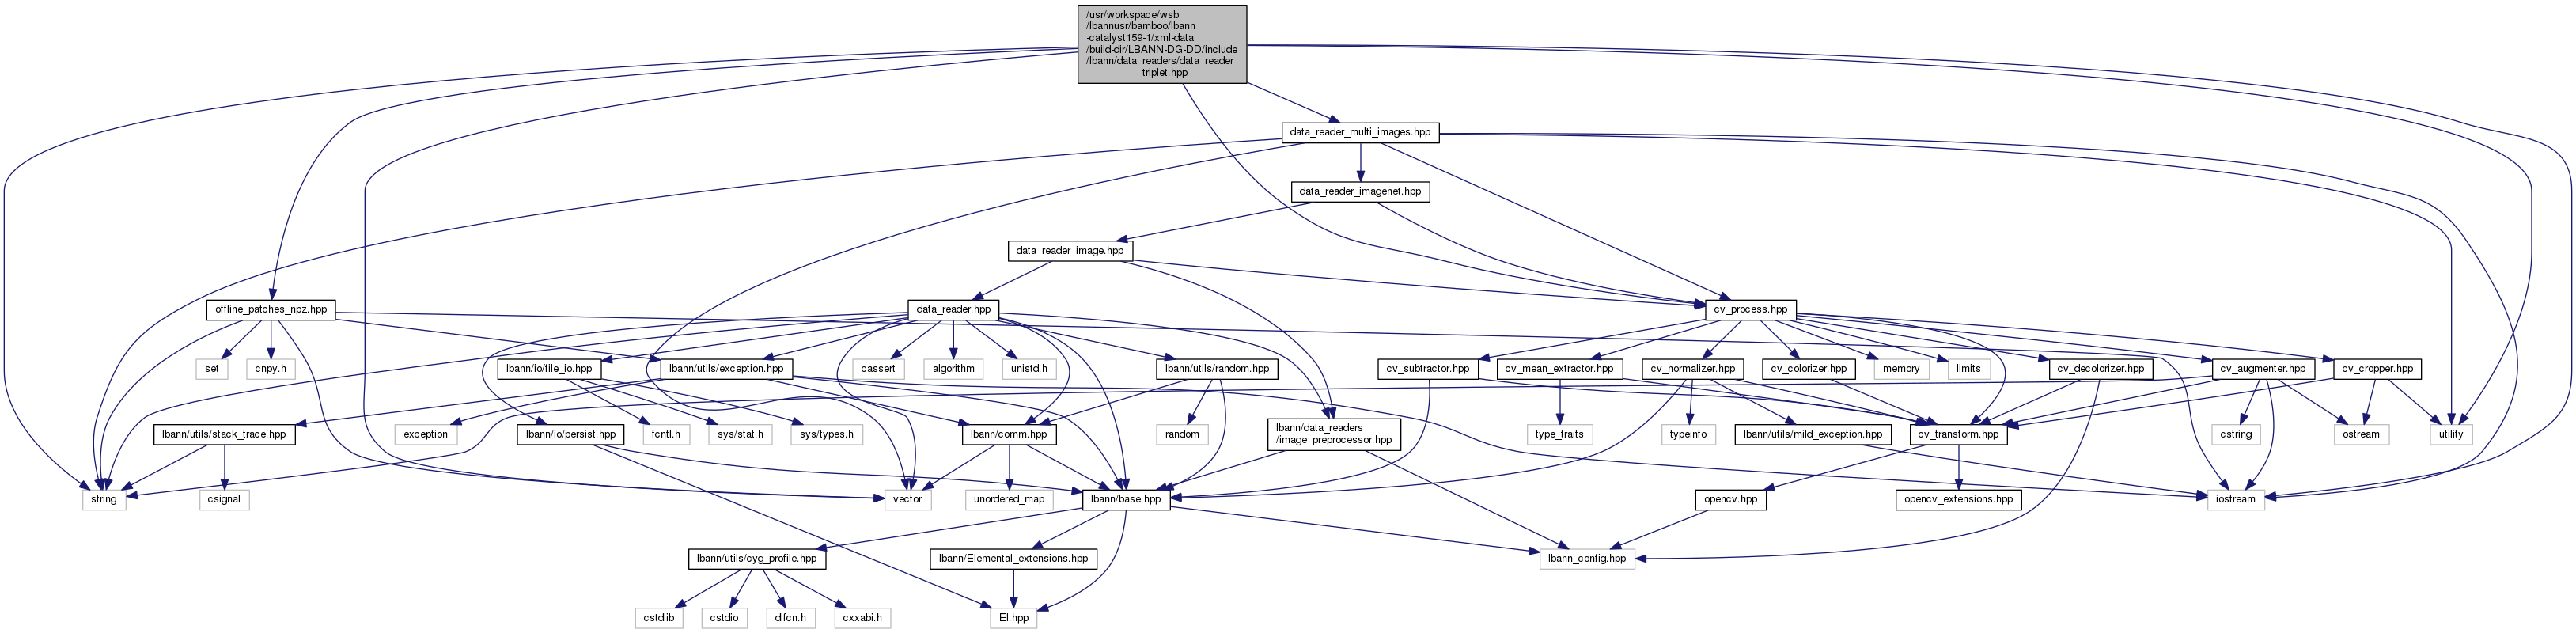 /usr/workspace/wsb
/lbannusr/bamboo/lbann
-catalyst159-1/xml-data
/build-dir/LBANN-DG-DD/include
/lbann/data_readers/data_reader
_triplet.hpp
data_reader_multi_images.hpp
data_reader_imagenet.hpp
data_reader_image.hpp
offline_patches_npz.hpp
data_reader.hpp
cv_process.hpp
set
cnpy.h
lbann/io/file_io.hpp
lbann/utils/exception.hpp
cassert
algorithm
unistd.h
lbann/utils/random.hpp
cv_subtractor.hpp
cv_mean_extractor.hpp
cv_normalizer.hpp
cv_colorizer.hpp
memory
limits
cv_decolorizer.hpp
cv_augmenter.hpp
cv_cropper.hpp
lbann/utils/stack_trace.hpp
exception
lbann/io/persist.hpp
fcntl.h
sys/stat.h
sys/types.h
lbann/comm.hpp
random
lbann/data_readers
/image_preprocessor.hpp
type_traits
typeinfo
lbann/utils/mild_exception.hpp
cv_transform.hpp
cstring
ostream
utility
string
csignal
vector
unordered_map
lbann/base.hpp
opencv.hpp
opencv_extensions.hpp
iostream
lbann/utils/cyg_profile.hpp
lbann/Elemental_extensions.hpp
lbann_config.hpp
cstdlib
cstdio
dlfcn.h
cxxabi.h
El.hpp